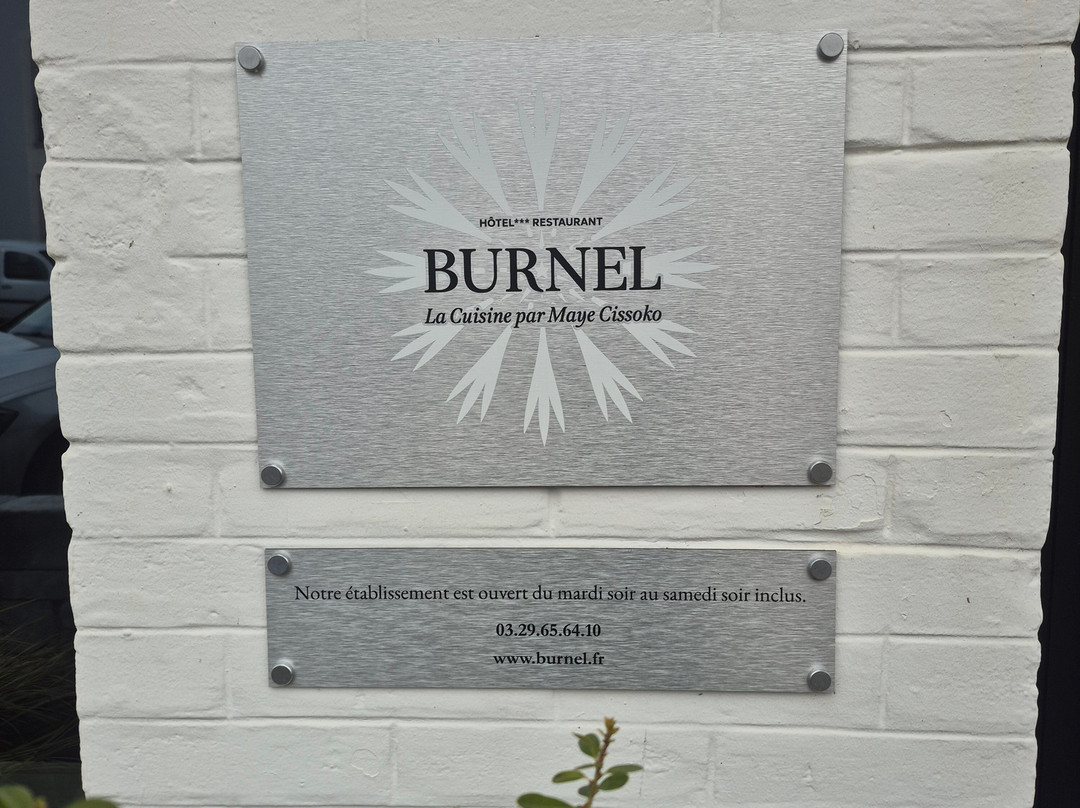 HÔTEL*** RESTAURANT
BURNEL
La Cuisine par Maye Cissoko
Notre établissement est ouvert du mardi soir au samedi soir inclus.
03.29.65.64.10
www.burnel.fr